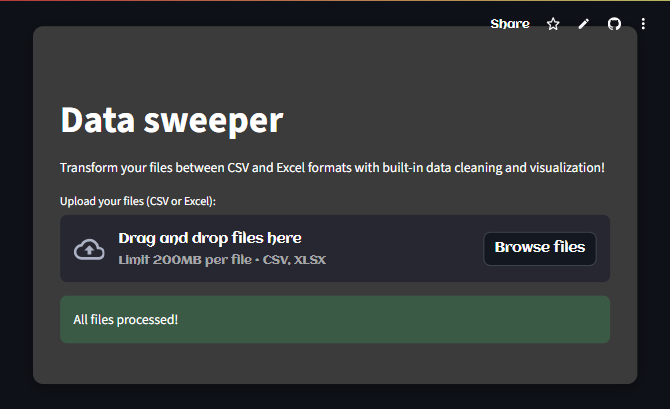 Share
Data sweeper
Transform your files between CSV and Excel formats with built-in data cleaning and visualization!
Upload your files (CSV or Excel):
Drag and drop files here
Limit 200MB per file • CSV, XLSX
Browse files
All files processed!